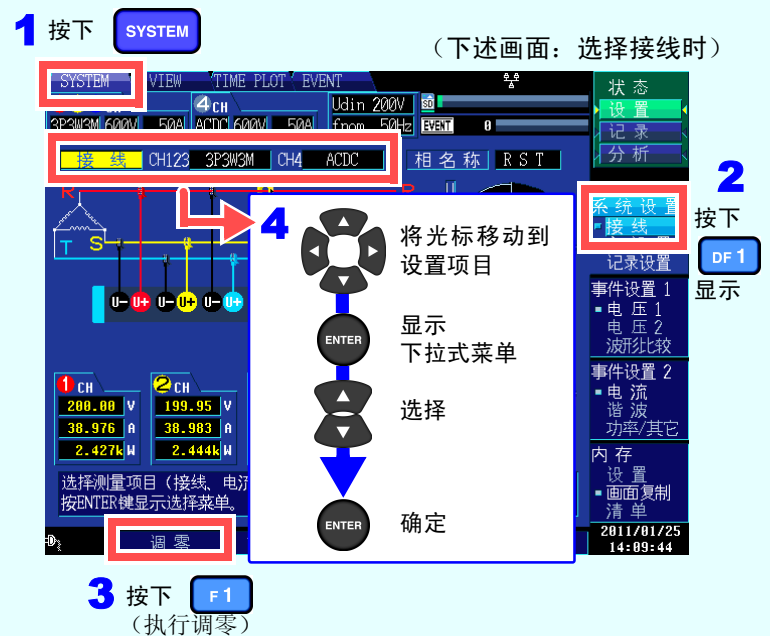 1 按下 SYSTEM
（下述画面：选择接线时）
SYSTEM VIEW TIME PLOT EVENT
4 CH
Udin 200V SD
3P3W3M 600V 50A ACDC 600V 50A fnom 50Hz EVENT 0
接 线 CH123 3P3W3M CH4 ACDC 相 名 称 R S T
状 态
设 置
记 录
分 析
2
按下
DF 1
显示
系 统 设 置
接 线
记录设置
事件设置 1
电 压 1
电 压 2
波形比较
事件设置 2
电 流
谐 波
功率/其它
内 存
设 置
画面复制
清 单
2011/01/25
14:09:44
R
T S
U- U+ U- U+ U- U+
4
将光标移动到
设置项目
ENTER
显示
下拉式菜单
选择
ENTER
确定
1 CH 2 CH
200.00 V 199.95 V
38.976 A 38.983 A
2.427k W 2.444k W
选择测量项目（接线、电流
按ENTER键显示选择菜单。
调 零
3 按下 F 1
（执行调零）